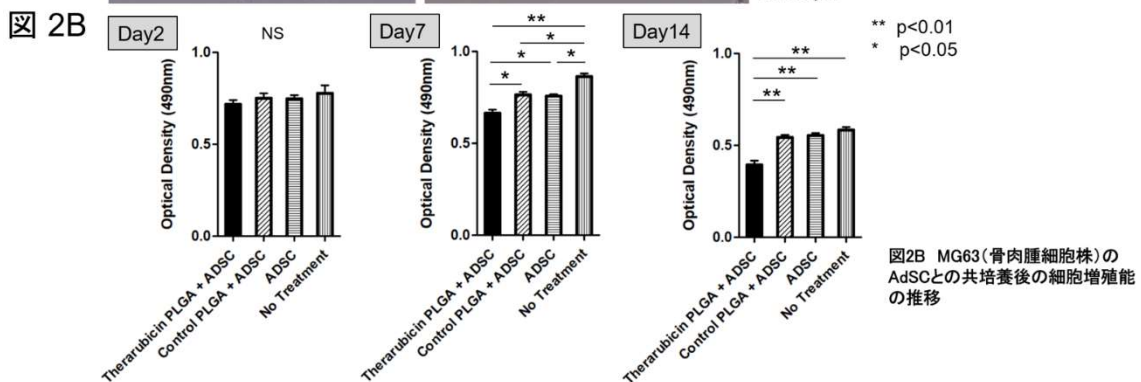 図 2B
Day2
NS
1.0
0.5
0.0
Optical Density (490nm)
Therarubicin PLGA + ADSC
Control PLGA + ADSC
ADSC
No Treatment
Day7
**
*
*
*
*
1.0
0.5
0.0
Optical Density (490nm)
Therarubicin PLGA + ADSC
Control PLGA + ADSC
ADSC
No Treatment
Day14
**
**
**
1.0
0.5
0.0
Optical Density (490nm)
Therarubicin PLGA + ADSC
Control PLGA + ADSC
ADSC
No Treatment
** p<0.01
* p<0.05
図2B MG63(骨肉腫細胞株)の
AdSCとの共培養後の細胞増殖能
の推移